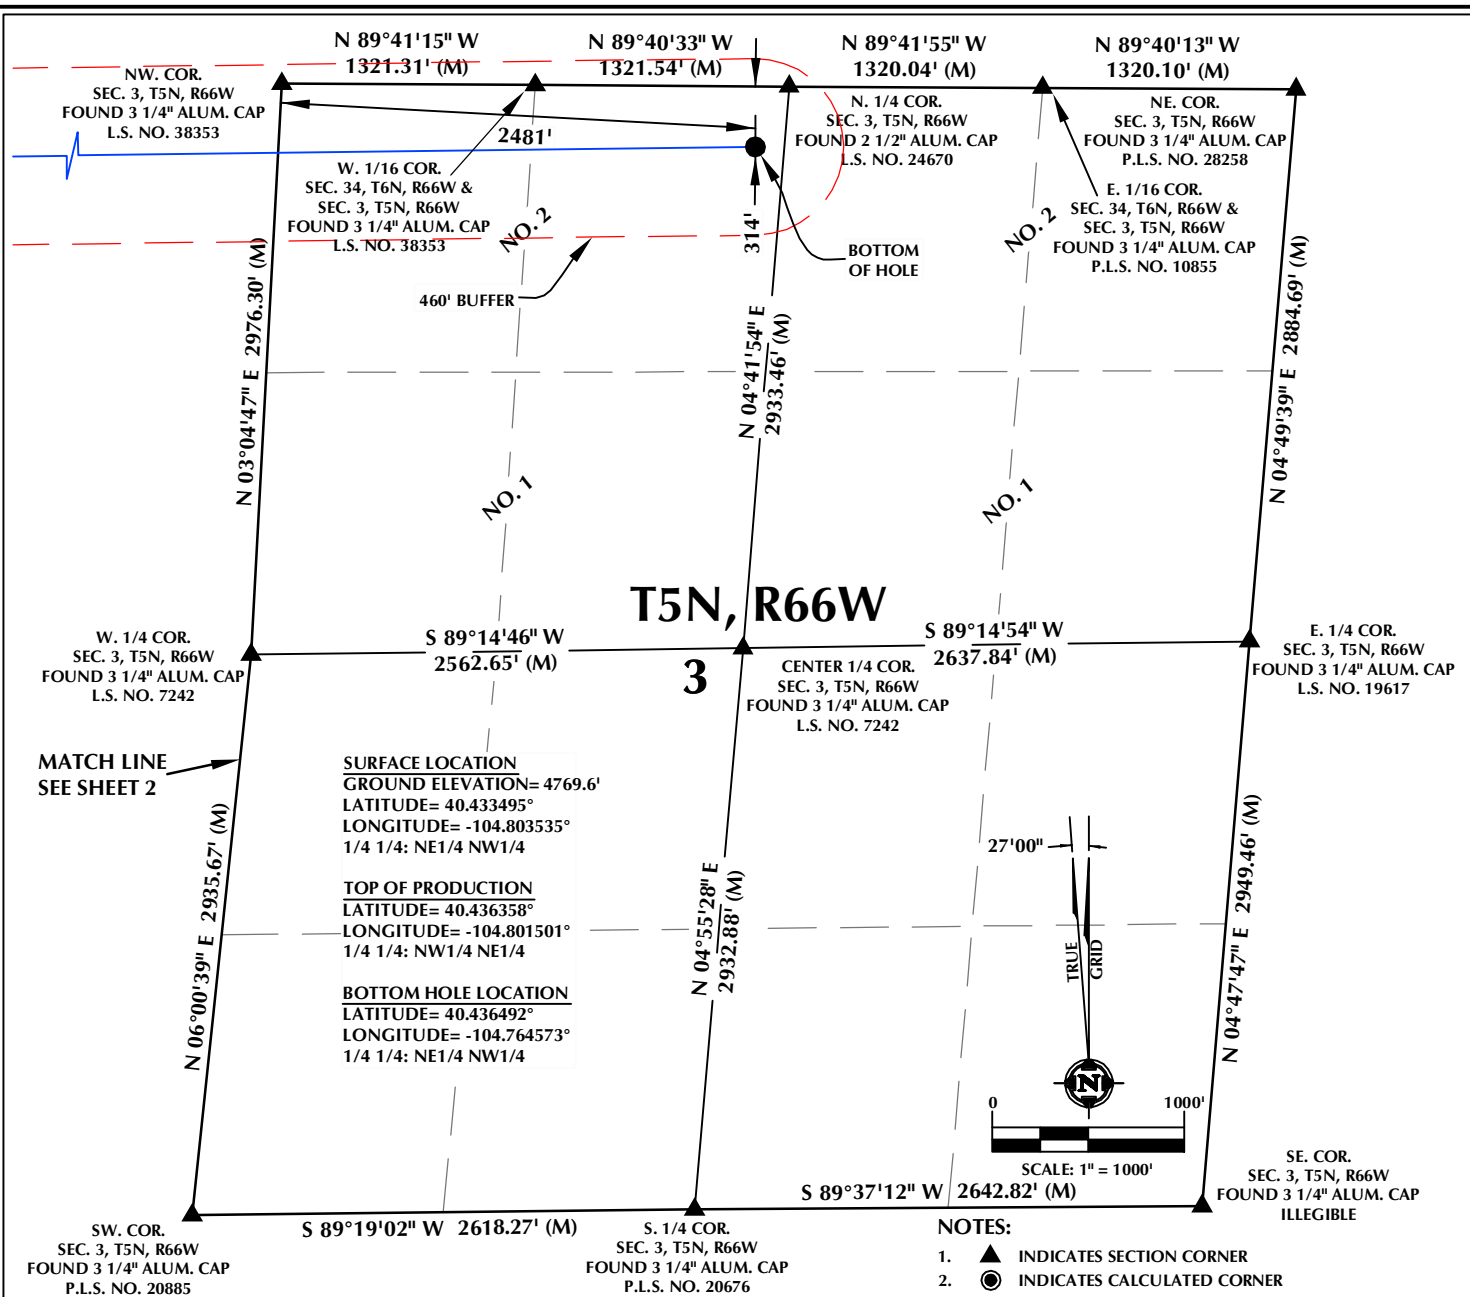 N 89°41'15" W
1321.31' (M)
N 89°40'33" W
1321.54' (M)
N 89°41'55" W
1320.04' (M)
N 89°40'13" W
1320.10' (M)
NW. COR.
SEC. 3, T5N, R66W
FOUND 3 1/4" ALUM. CAP
L.S. NO. 38353
2481'
N. 1/4 COR.
SEC. 3, T5N, R66W
FOUND 2 1/2" ALUM. CAP
L.S. NO. 24670
NE. COR.
SEC. 3, T5N, R66W
FOUND 3 1/4" ALUM. CAP
P.L.S. NO. 28258
W. 1/16 COR.
SEC. 34, T6N, R66W &
SEC. 3, T5N, R66W
FOUND 3 1/4" ALUM. CAP
L.S. NO. 38353
E. 1/16 COR.
SEC. 34, T6N, R66W &
SEC. 3, T5N, R66W
FOUND 3 1/4" ALUM. CAP
P.L.S. NO. 10855
NO. 2
314'
NO. 2
BOTTOM
OF HOLE
460' BUFFER
N 03°04'47" E 2976.30' (M)
N 04°41'54" E
2933.46' (M)
N 04°49'39" E 2884.69' (M)
NO. 1
NO. 1
T5N, R66W
3
W. 1/4 COR.
SEC. 3, T5N, R66W
FOUND 3 1/4" ALUM. CAP
L.S. NO. 7242
S 89°14'46" W
2562.65' (M)
S 89°14'54" W
2637.84' (M)
CENTER 1/4 COR.
SEC. 3, T5N, R66W
FOUND 3 1/4" ALUM. CAP
L.S. NO. 7242
E. 1/4 COR.
SEC. 3, T5N, R66W
FOUND 3 1/4" ALUM. CAP
L.S. NO. 19617
MATCH LINE
SEE SHEET 2
SURFACE LOCATION
GROUND ELEVATION= 4769.6'
LATITUDE= 40.433495°
LONGITUDE= -104.803535°
1/4 1/4: NE1/4 NW1/4
TOP OF PRODUCTION
LATITUDE= 40.436358°
LONGITUDE= -104.801501°
1/4 1/4: NW1/4 NE1/4
BOTTOM HOLE LOCATION
LATITUDE= 40.436492°
LONGITUDE= -104.764573°
1/4 1/4: NE1/4 NW1/4
N 06°00'39" E 2935.67' (M)
N 04°55'28" E
2932.88' (M)
N 04°47'47" E 2949.46' (M)
27'00"
TRUE
GRID
N
0 1000'
SCALE: 1" = 1000'
SE. COR.
SEC. 3, T5N, R66W
FOUND 3 1/4" ALUM. CAP
ILLEGIBLE
S 89°37'12" W 2642.82' (M)
S 89°19'02" W 2618.27' (M)
SW. COR.
SEC. 3, T5N, R66W
FOUND 3 1/4" ALUM. CAP
P.L.S. NO. 20885
S. 1/4 COR.
SEC. 3, T5N, R66W
FOUND 3 1/4" ALUM. CAP
P.L.S. NO. 20676
NOTES:
1. INDICATES SECTION CORNER
2. INDICATES CALCULATED CORNER